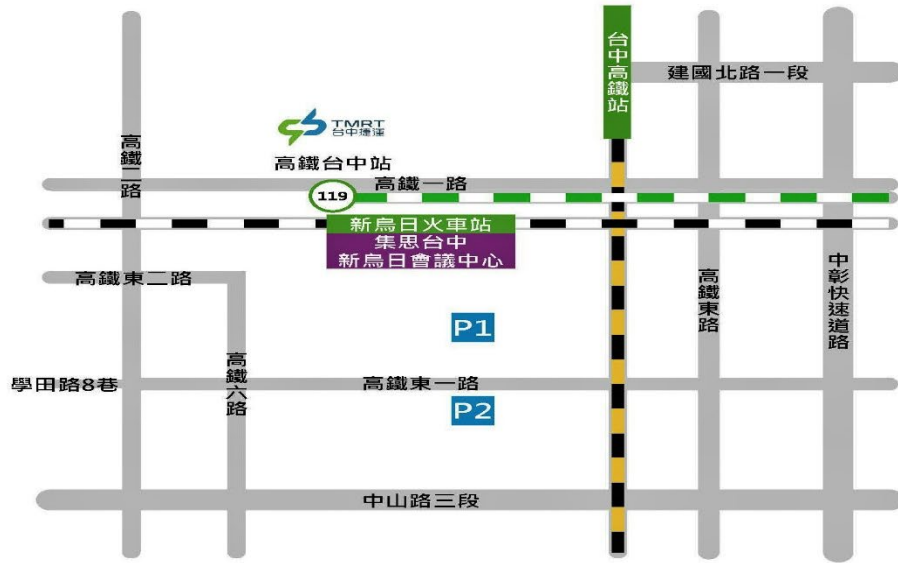 台中高鐵站
建國北路一段
TMRT
台中捷運
高鐵二路
高鐵台中站
高鐵一路
119
新烏日火車站
集思台中
新烏日會議中心
高鐵東二路
高鐵東路
中彰快速道路
P1
高鐵六路
學田路8巷
高鐵東一路
P2
中山路三段